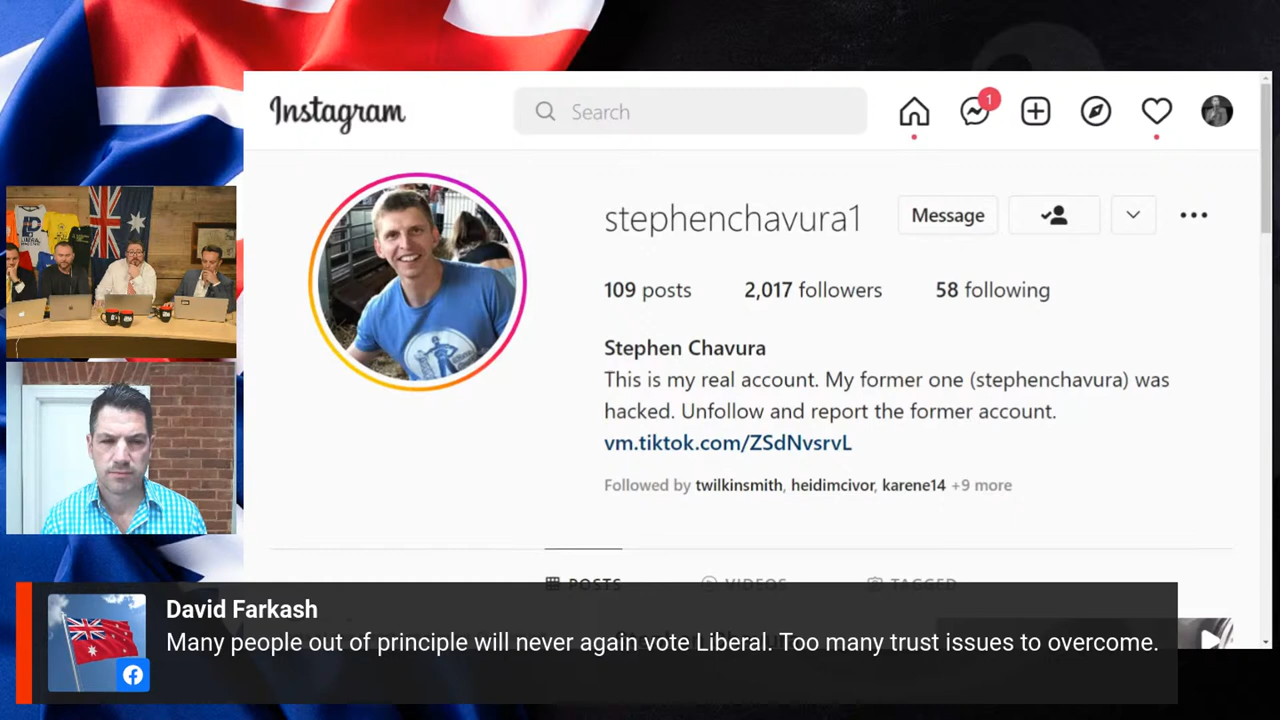 Instagram
Search
1
stephenchavura1
Message
109 posts
2,017 followers
58 following
Stephen Chavura
This is my real account. My former one (stephenchavura) was
hacked. Unfollow and report the former account.
vm.tiktok.com/ZSdNvsrvL
Followed by twilkinsmith, heidimcivor, karene14 +9 more
POSTS
VIDEOS
TAGGED
David Farkash
Many people out of principle will never again vote Liberal. Too many trust issues to overcome.